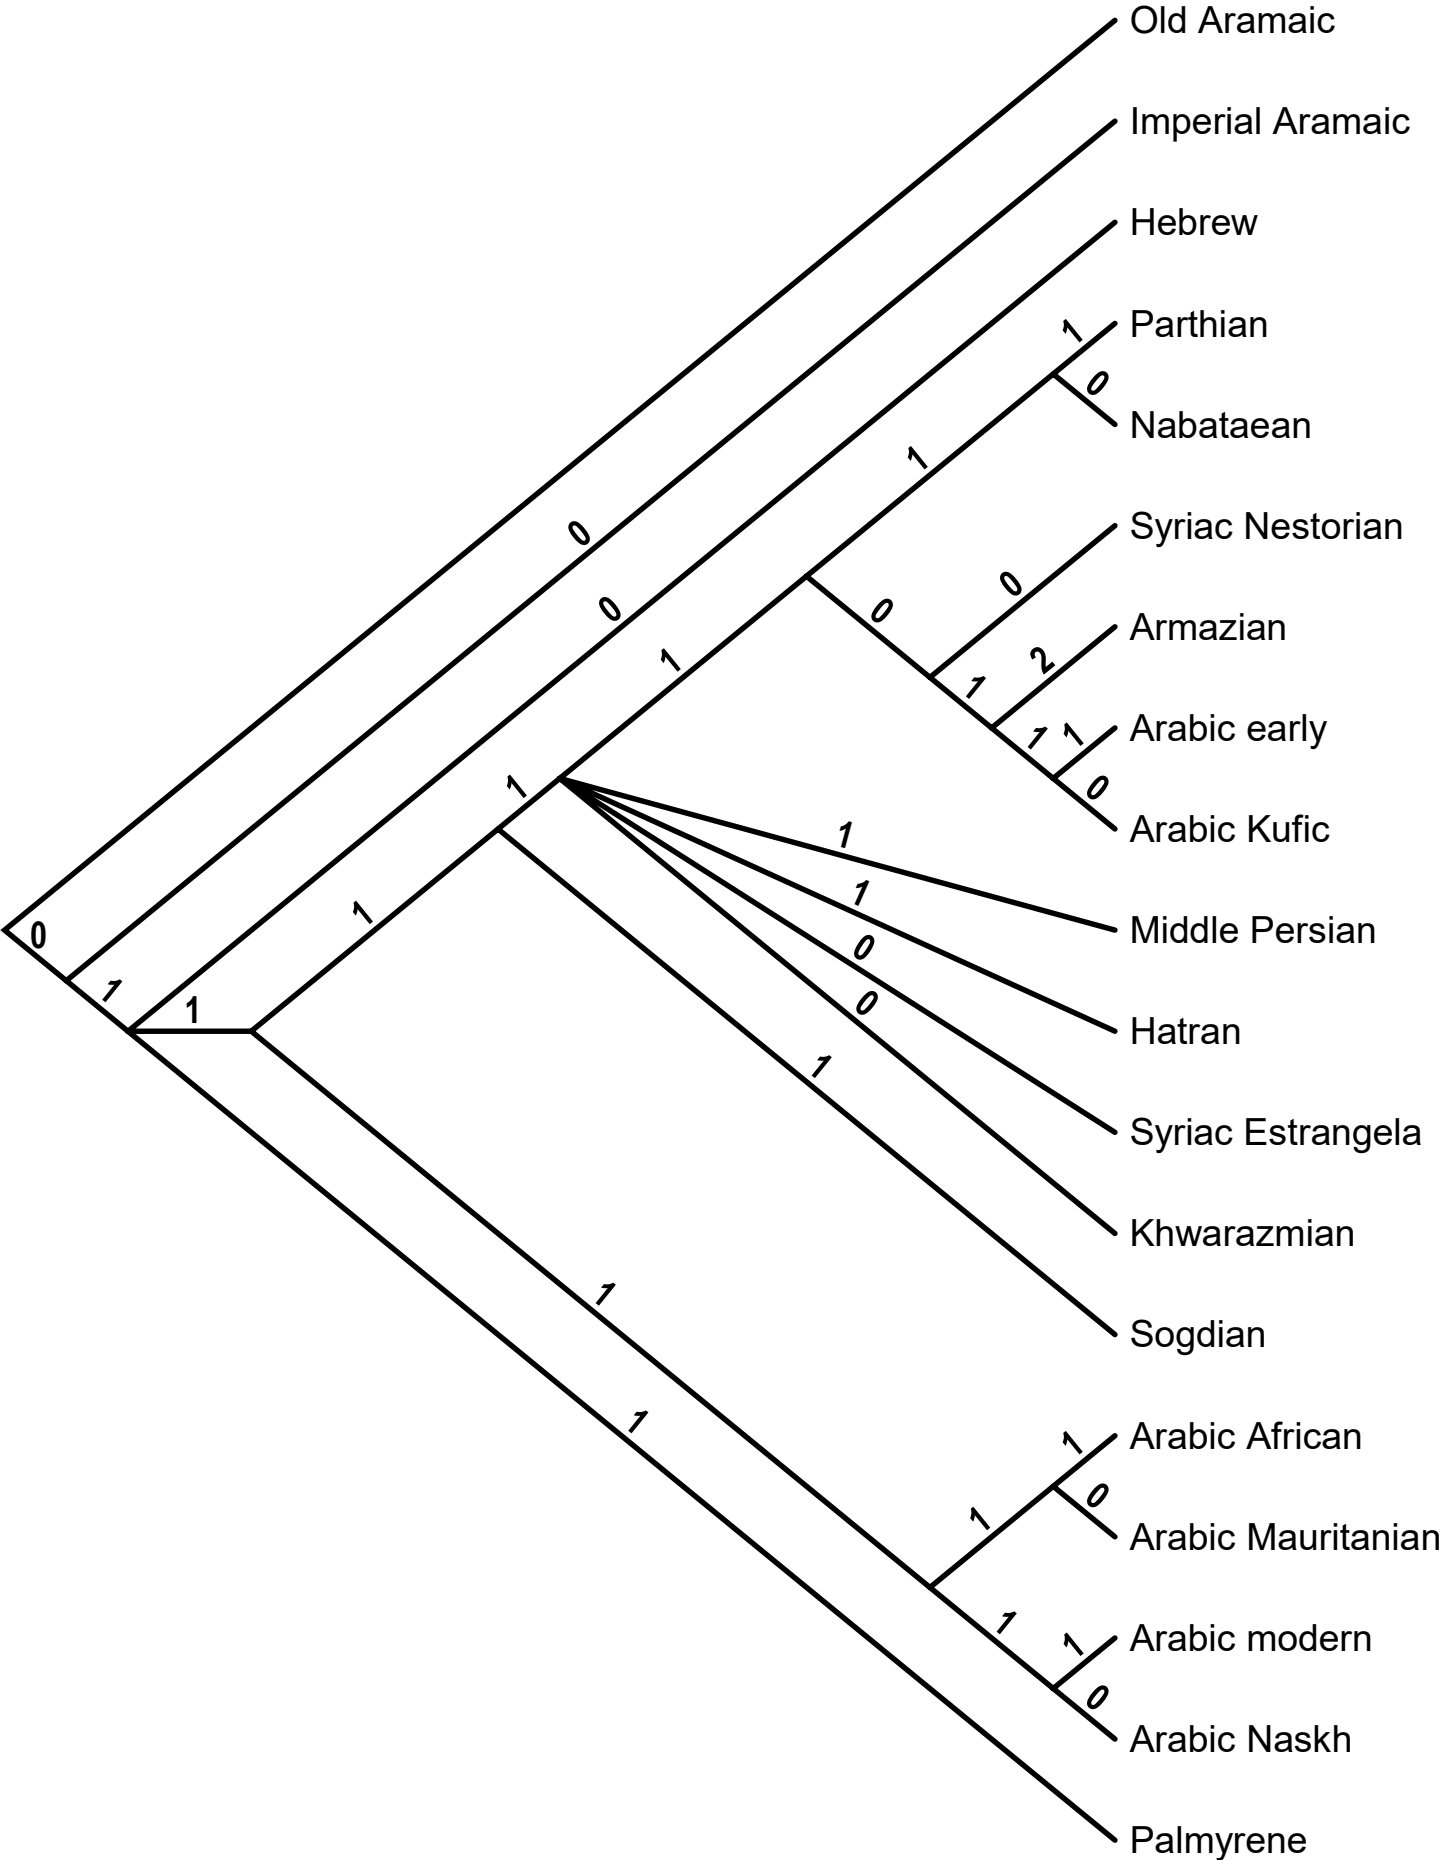 Old Aramaic
Imperial Aramaic
Hebrew
1
Parthian
0
Nabataean
1
Syriac Nestorian
0
0
0
0
Armazian
2
1
1
Arabic early
1
1
0
Arabic Kufic
1
1
Middle Persian
1
1
0
0
Hatran
1
0
1
1
Syriac Estrangela
Khwarazmian
1
Sogdian
1
1
Arabic African
0
1
Arabic Mauritanian
1
1
Arabic modern
0
Arabic Naskh
Palmyrene